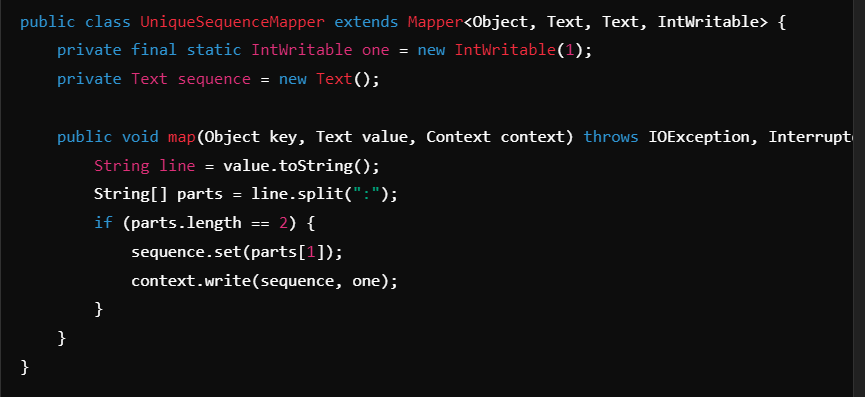 public class UniqueSequenceMapper extends Mapper<Object, Text, Text, IntWritable> {
    private final static IntWritable one = new IntWritable(1);
    private Text sequence = new Text();

    public void map(Object key, Text value, Context context) throws IOException,
        String line = value.toString();
        String[] parts = line.split(":");
        if (parts.length == 2) {
            sequence.set(parts[1]);
            context.write(sequence, one);
        }
    }
}